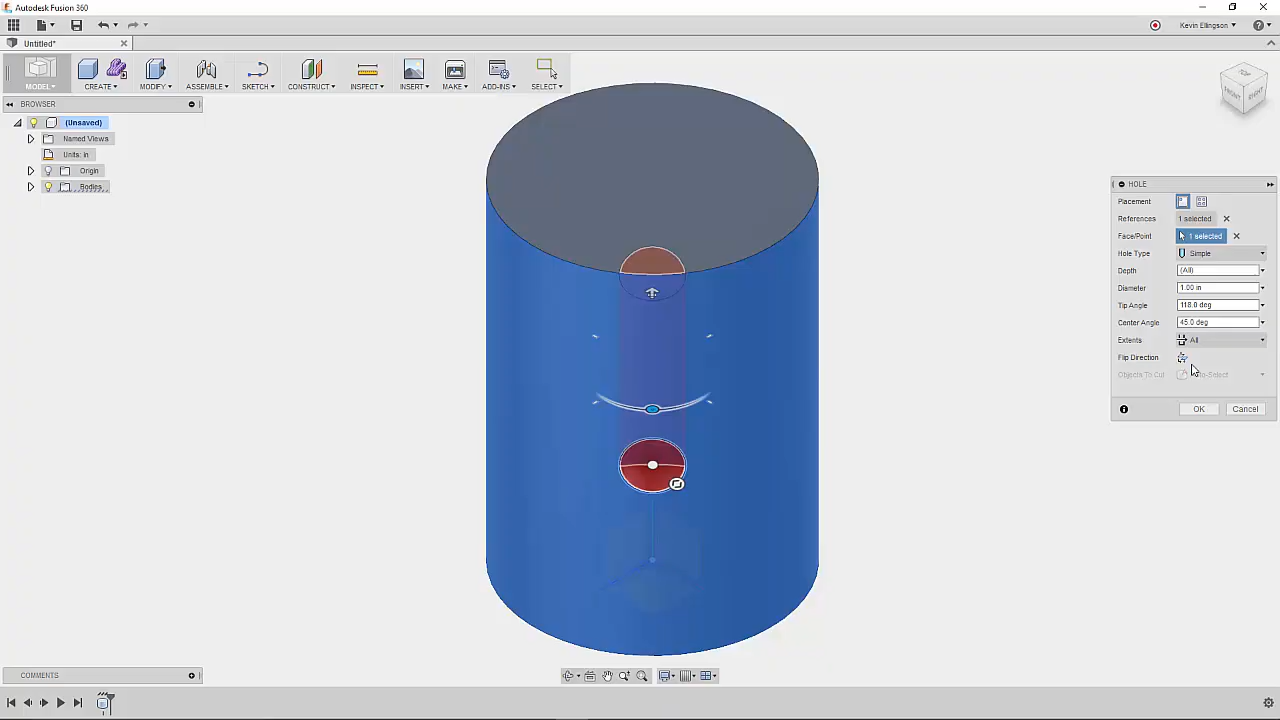 Autodesk Fusion 360
Kevin Ellingson
Untitled*
MODEL
CREATE
MODIFY
ASSEMBLE
SKETCH
CONSTRUCT
INSPECT
INSERT
MAKE
ADD-INS
SELECT
TOP
FRONT
RIGHT
BROWSER
(Unsaved)
Named Views
Units: in
Origin
Bodies
HOLE
Placement
References 1 selected
Face/Point 1 selected
Hole Type Simple
Depth (All)
Diameter 1.00 in
Tip Angle 118.0 deg
Center Angle 45.0 deg
Extents All
Flip Direction
Objects To Cut
OK Cancel
COMMENTS